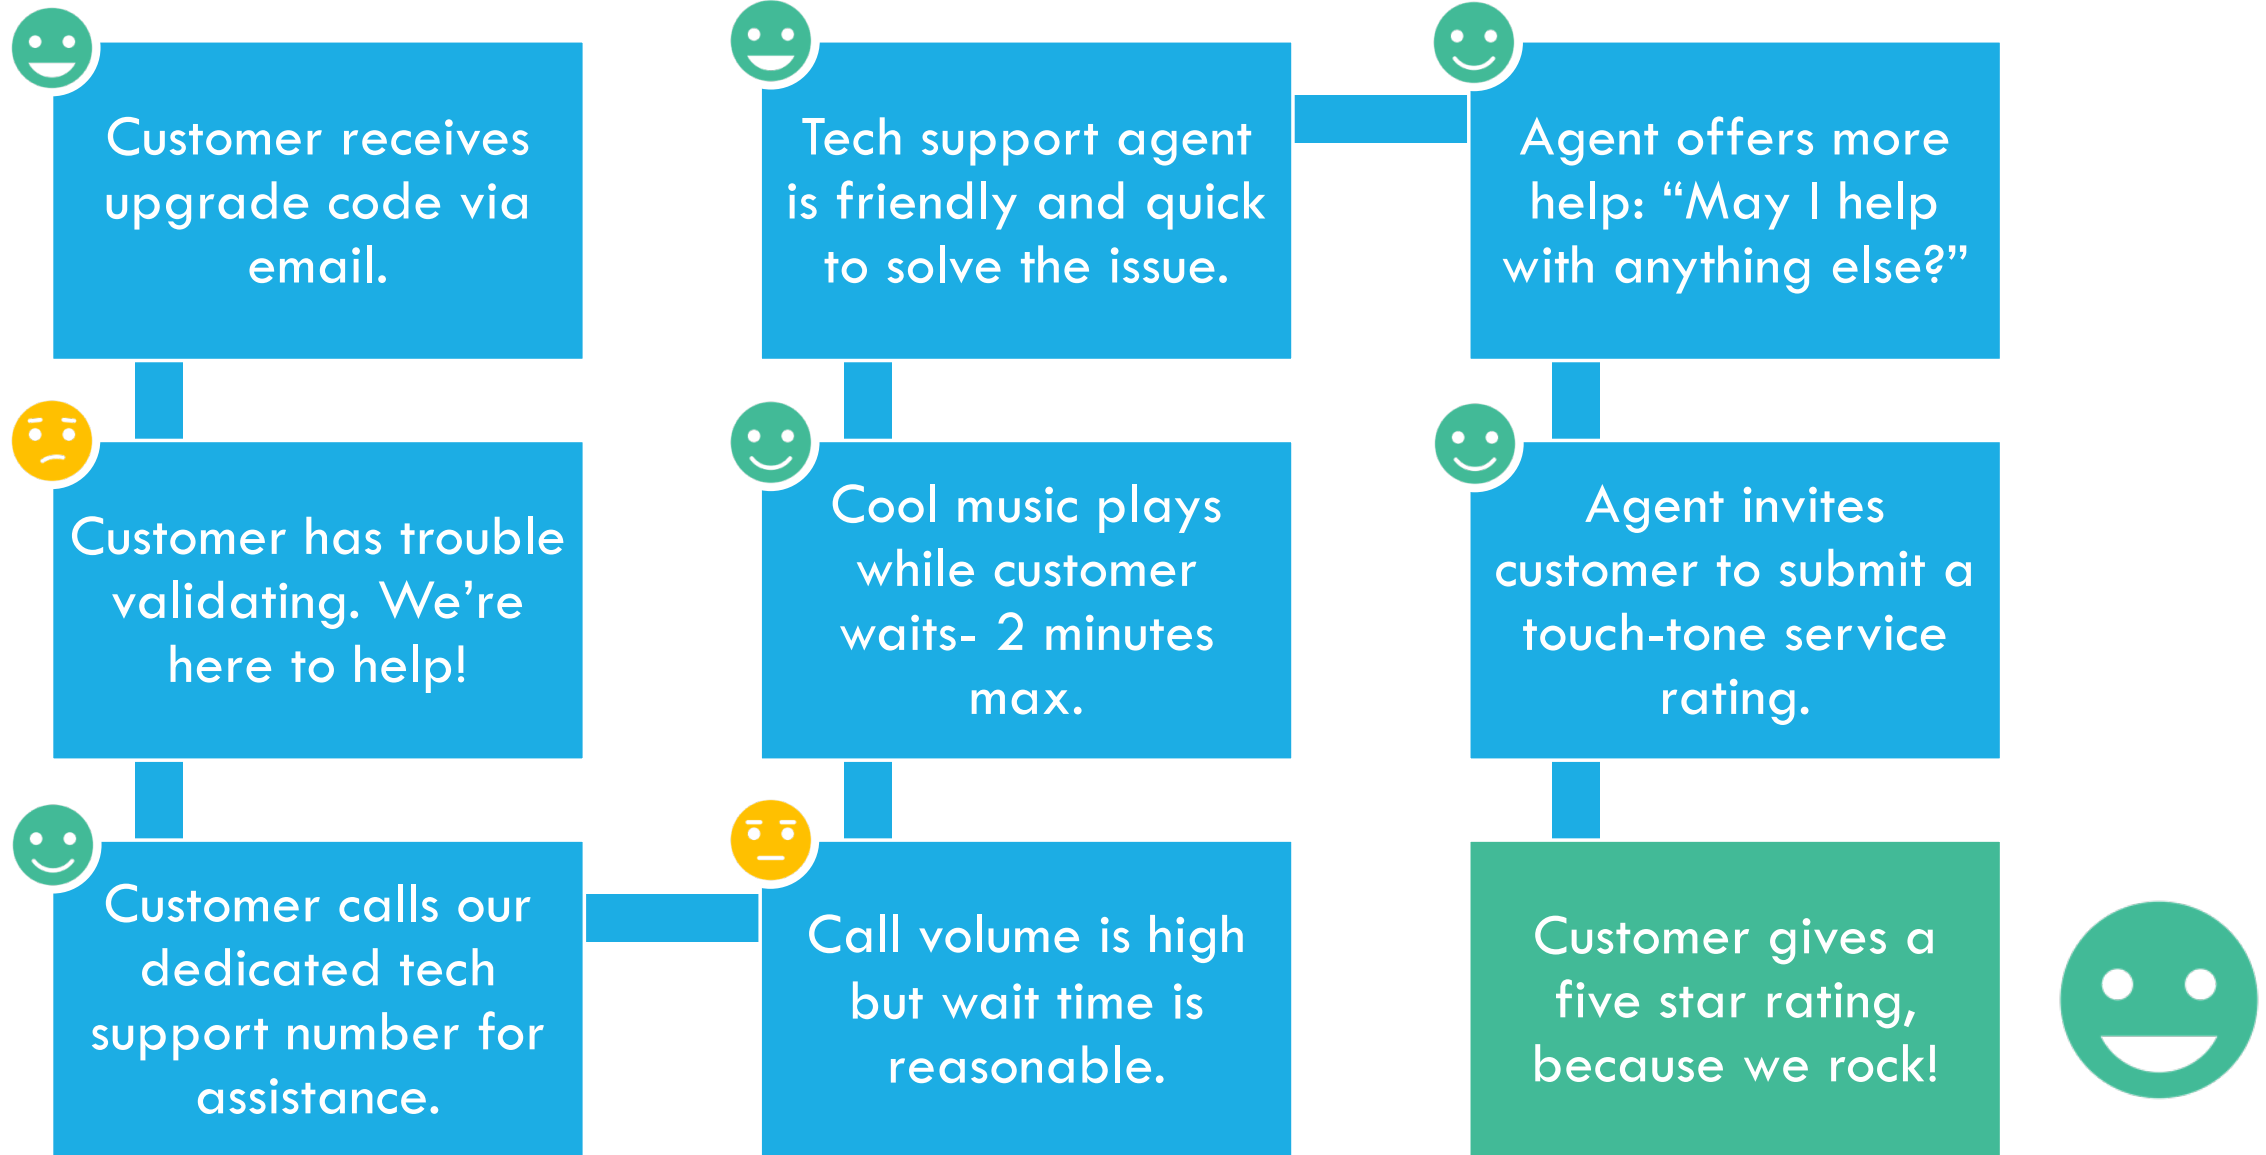 Customer receives
upgrade code via
email.
Customer has trouble
validating. We’re
here to help!
Customer calls our
dedicated tech
support number for
assistance.
Call volume is high
but wait time is
reasonable.
Cool music plays
while customer
waits- 2 minutes
max.
Tech support agent
is friendly and quick
to solve the issue.
Agent offers more
help: “May I help
with anything else?”
Agent invites
customer to submit a
touch-tone service
rating.
Customer gives a
five star rating,
because we rock!